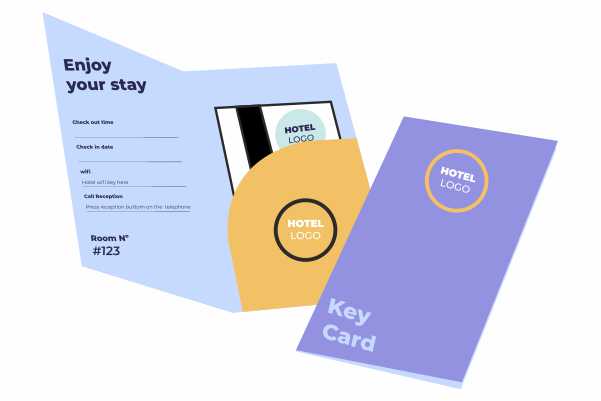 Enjoy
your stay
Check out time
Check in date
wifi
Hotel wifi key here
Call Reception
Press reception buttom on the telephone
Room Nº
#123
HOTEL
LOGO
HOTEL
LOGO
HOTEL
LOGO
Key
Card